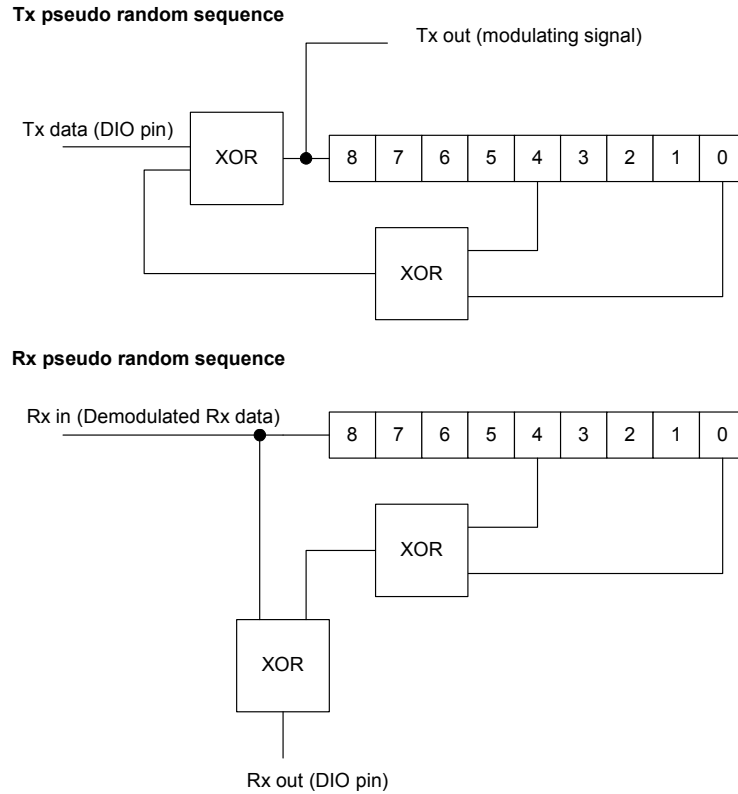 Tx pseudo random sequence
Tx out (modulating signal)
Tx data (DIO pin)
XOR
8 7 6 5 4 3 2 1 0
XOR
Rx pseudo random sequence
Rx in (Demodulated Rx data)
8 7 6 5 4 3 2 1 0
XOR
XOR
Rx out (DIO pin)